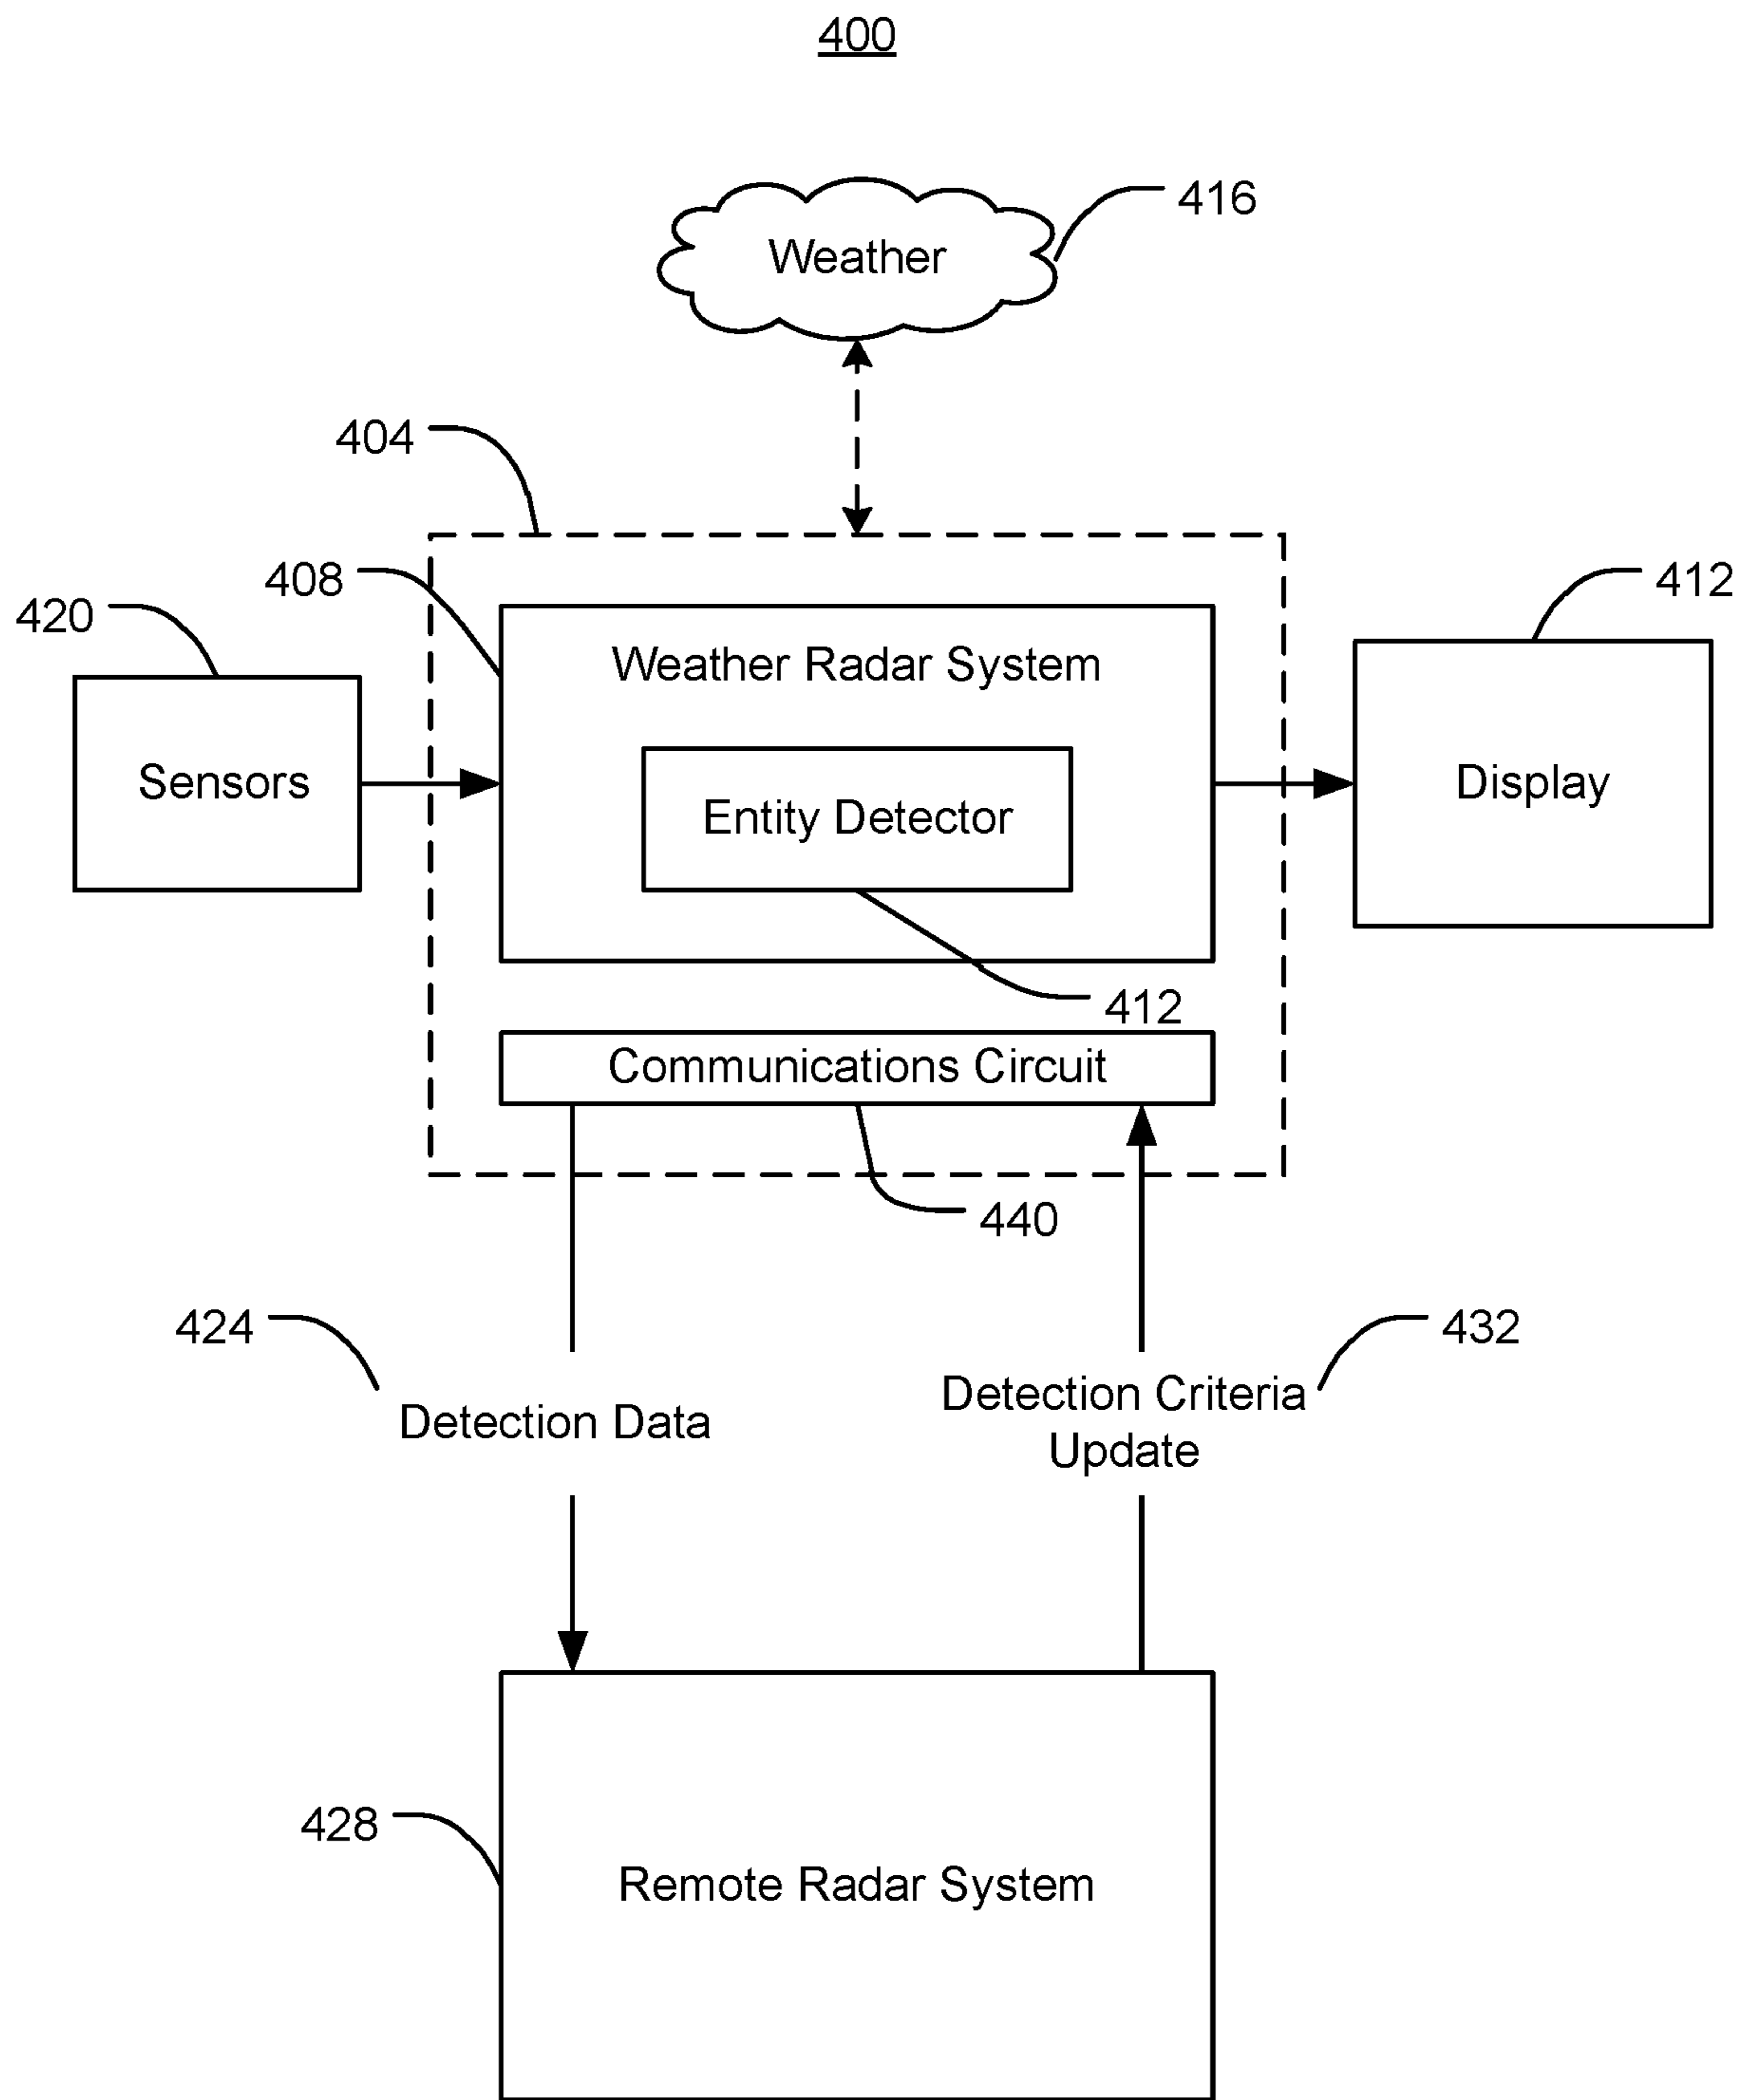 400
416
Weather
404
408
412
420
Weather Radar System
Sensors
Display
Entity Detector
412
Communications Circuit
440
424
432
Detection Criteria
Detection Data
Update
428
Remote Radar System